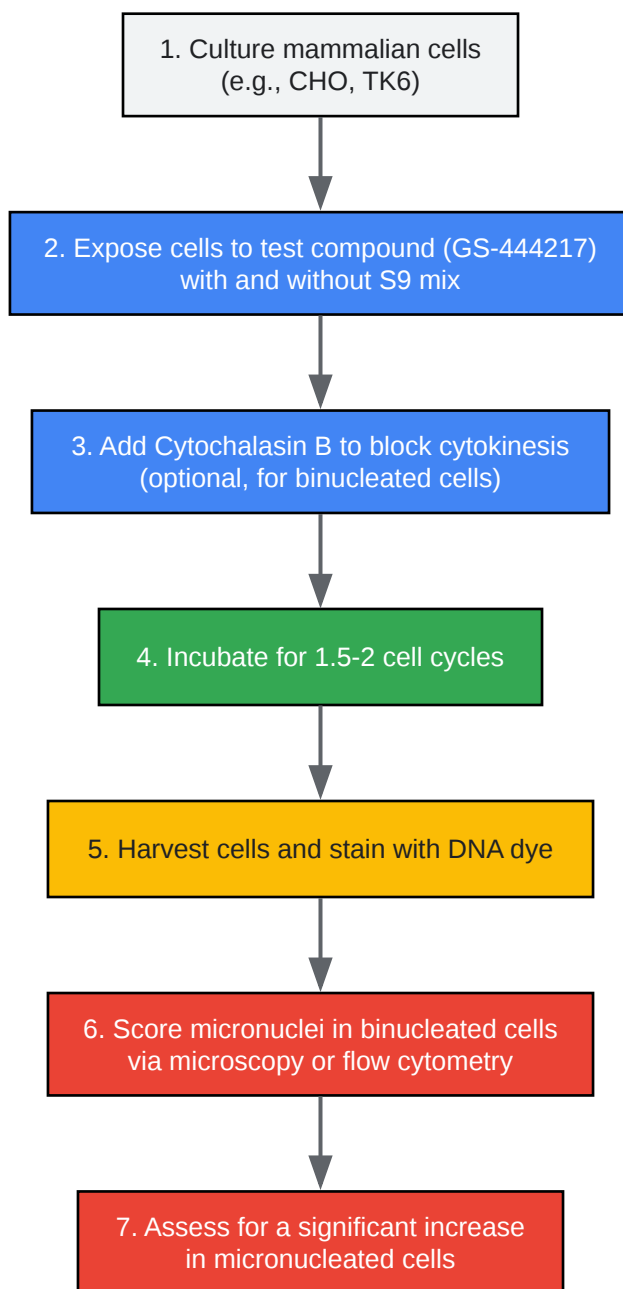 1. Culture mammalian cells
(e.g., CHO, TK6)
2. Expose cells to test compound (GS-444217)
with and without S9 mix
3. Add Cytochalasin B to block cytokinesis
(optional, for binucleated cells)
4. Incubate for 1.5-2 cell cycles
5. Harvest cells and stain with DNA dye
6. Score micronuclei in binucleated cells
via microscopy or flow cytometry
7. Assess for a significant increase
in micronucleated cells